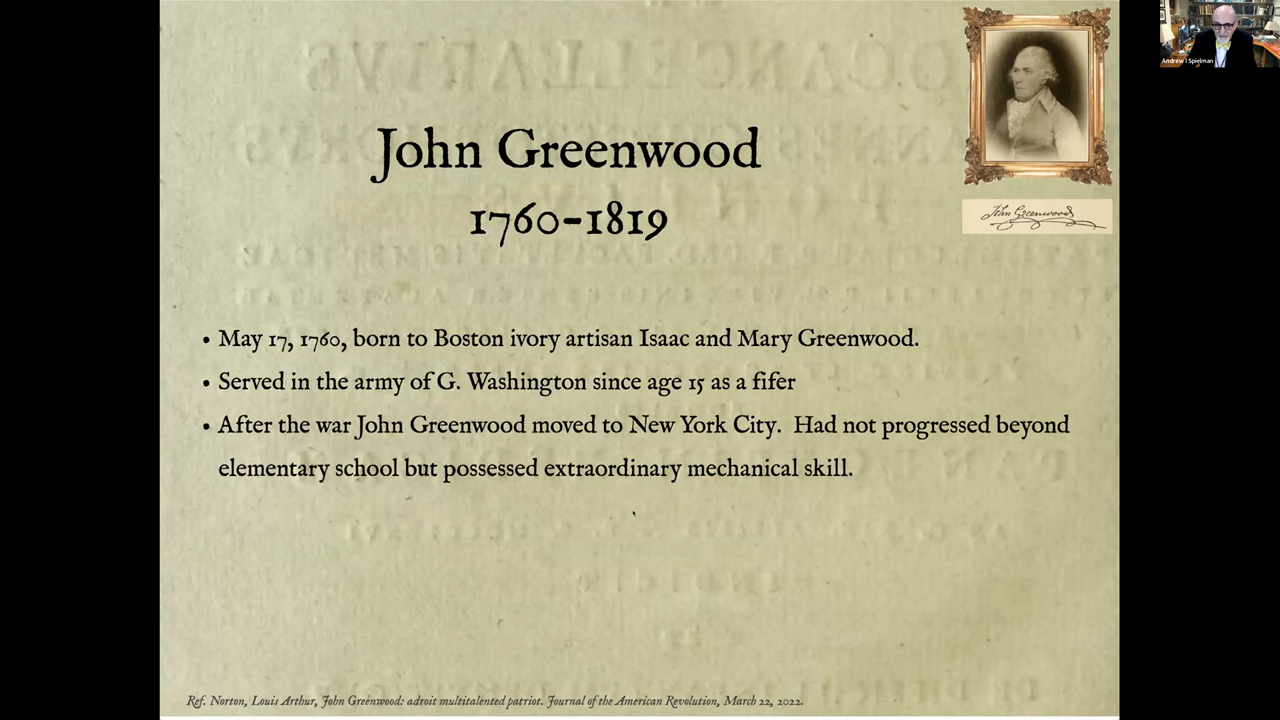 Andrew I Spielman
John Greenwood
1760-1819
John Greenwood
• May 17, 1760, born to Boston ivory artisan Isaac and Mary Greenwood.
• Served in the army of G. Washington since age 15 as a fifer
• After the war John Greenwood moved to New York City. Had not progressed beyond
elementary school but possessed extraordinary mechanical skill.
Ref. Norton, Louis Arthur, John Greenwood: adroit multitalented patriot. Journal of the American Revolution, March 22, 2022.